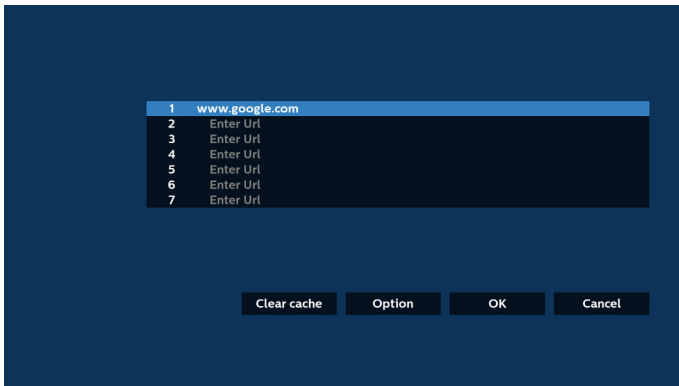 1 www.google.com
2 Enter Url
3 Enter Url
4 Enter Url
5 Enter Url
6 Enter Url
7 Enter Url
Clear cache Option OK Cancel